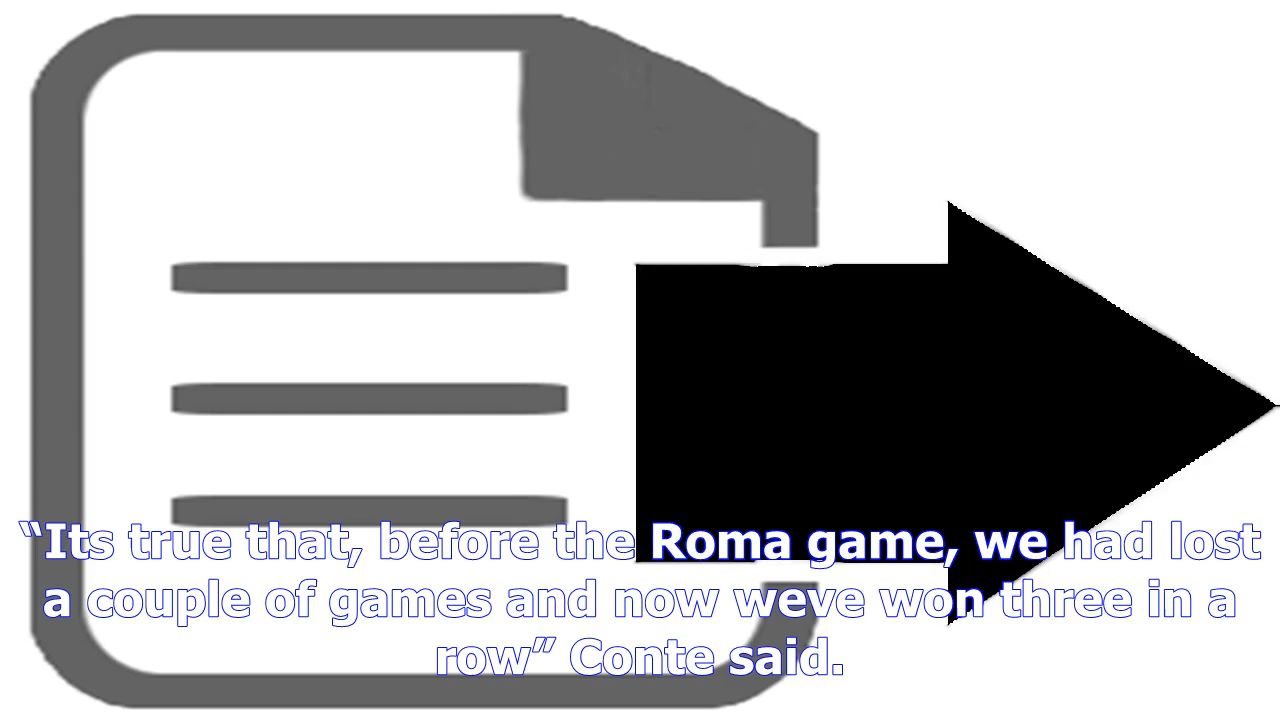 “Its true that, before the Roma game, we had lost
a couple of games and now weve won three in a
row” Conte said.